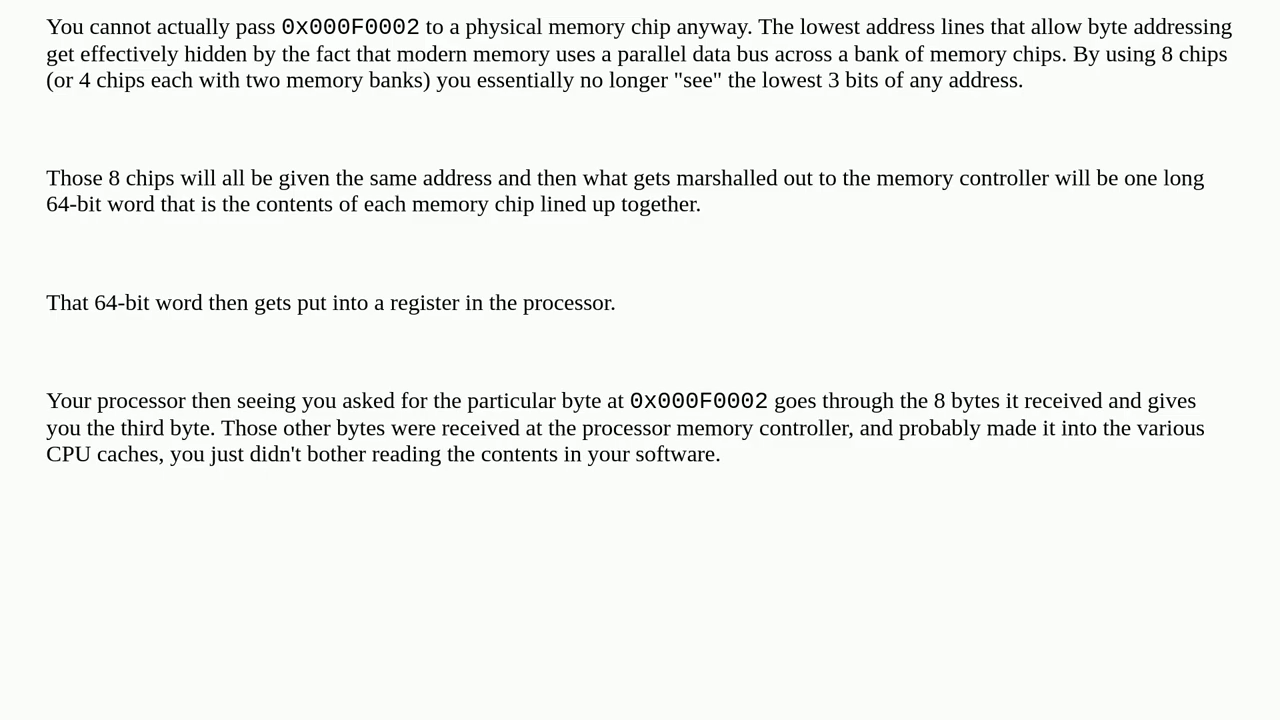 You cannot actually pass 0x000F0002 to a physical memory chip anyway. The lowest address lines that allow byte addressing
get effectively hidden by the fact that modern memory uses a parallel data bus across a bank of memory chips. By using 8 chips
(or 4 chips each with two memory banks) you essentially no longer "see" the lowest 3 bits of any address.
Those 8 chips will all be given the same address and then what gets marshalled out to the memory controller will be one long
64-bit word that is the contents of each memory chip lined up together.
That 64-bit word then gets put into a register in the processor.
Your processor then seeing you asked for the particular byte at 0x000F0002 goes through the 8 bytes it received and gives
you the third byte. Those other bytes were received at the processor memory controller, and probably made it into the various
CPU caches, you just didn't bother reading the contents in your software.